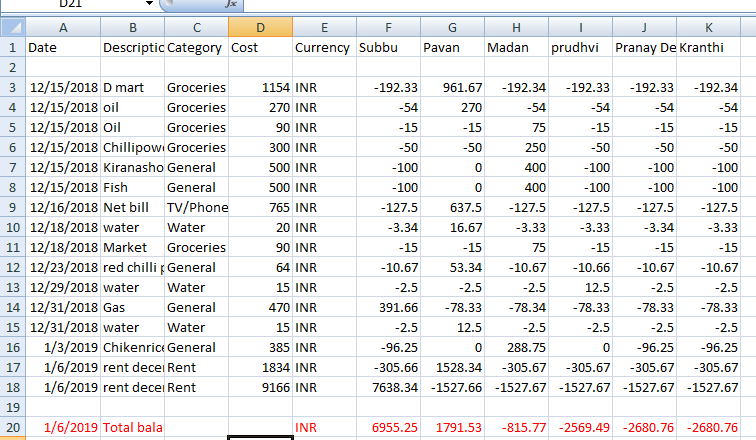 D21 fx
A B C D E F G H I J K
1 Date Descriptic Category Cost Currency Subbu Pavan Madan prudhvi Pranay De Kranthi
2
3 12/15/2018 D mart Groceries 1154 INR -192.33 961.67 -192.34 -192.33 -192.33 -192.34
4 12/15/2018 oil Groceries 270 INR -54 270 -54 -54 -54 -54
5 12/15/2018 Oil Groceries 90 INR -15 -15 75 -15 -15 -15
6 12/15/2018 Chillipow Groceries 300 INR -50 -50 250 -50 -50 -50
7 12/15/2018 Kiranasho General 500 INR -100 0 400 -100 -100 -100
8 12/15/2018 Fish General 500 INR -100 0 400 -100 -100 -100
9 12/16/2018 Net bill TV/Phone 765 INR -127.5 637.5 -127.5 -127.5 -127.5 -127.5
10 12/18/2018 water Water 20 INR -3.34 16.67 -3.33 -3.33 -3.33 -3.33
11 12/18/2018 Market Groceries 90 INR -15 -15 75 -15 -15 -15
12 12/23/2018 red chilli p General 64 INR -10.67 53.34 -10.67 -10.66 -10.67 -10.67
13 12/29/2018 water Water 15 INR -2.5 -2.5 -2.5 12.5 -2.5 -2.5
14 12/31/2018 Gas General 470 INR 391.66 -78.33 -78.34 -78.33 -78.33 -78.33
15 12/31/2018 water Water 15 INR -2.5 12.5 -2.5 -2.5 -2.5 -2.5
16 1/3/2019 Chikenrice General 385 INR -96.25 0 288.75 0 -96.25 -96.25
17 1/6/2019 rent decer Rent 1834 INR -305.66 1528.34 -305.67 -305.67 -305.67 -305.67
18 1/6/2019 rent decer Rent 9166 INR 7638.34 -1527.66 -1527.67 -1527.67 -1527.67 -1527.67
19
20 1/6/2019 Total bala INR 6955.25 1791.53 -815.77 -2569.49 -2680.76 -2680.76